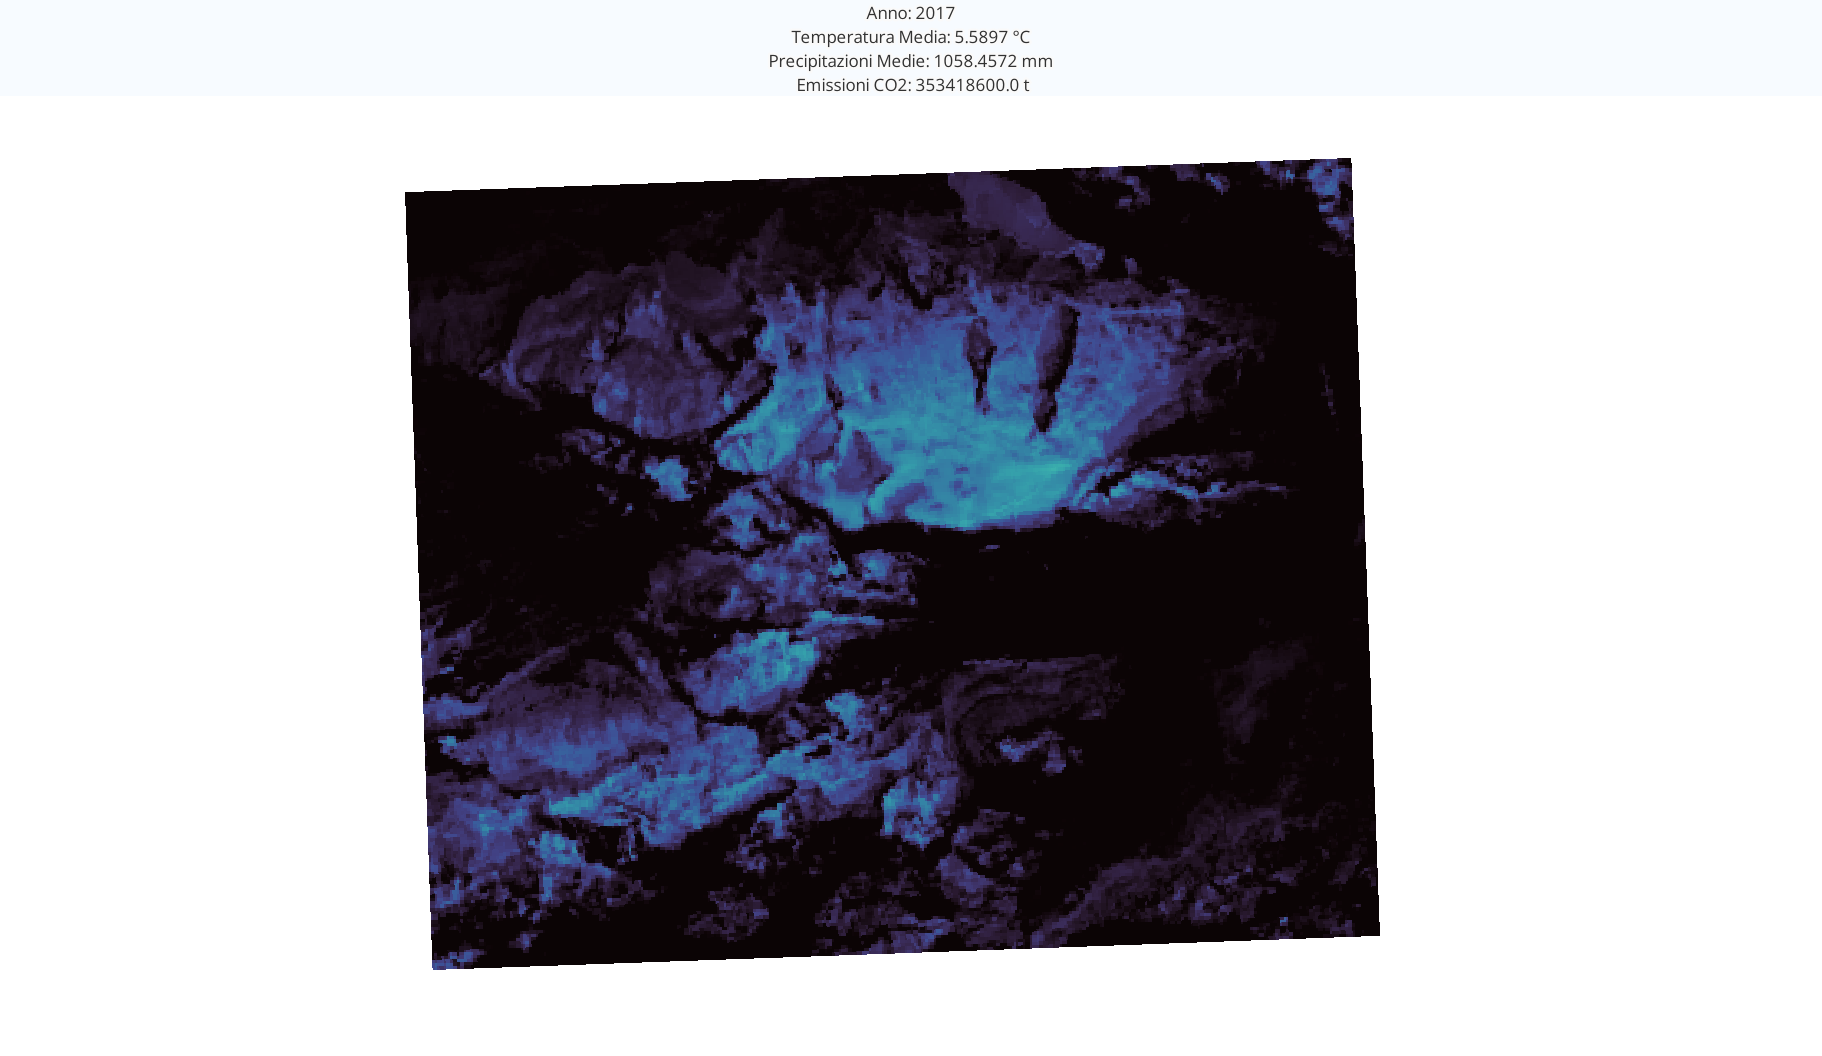 Anno: 2017
Temperatura Media: 5.5897 °C
Precipitazioni Medie: 1058.4572 mm
Emissioni CO2: 353418600.0 t